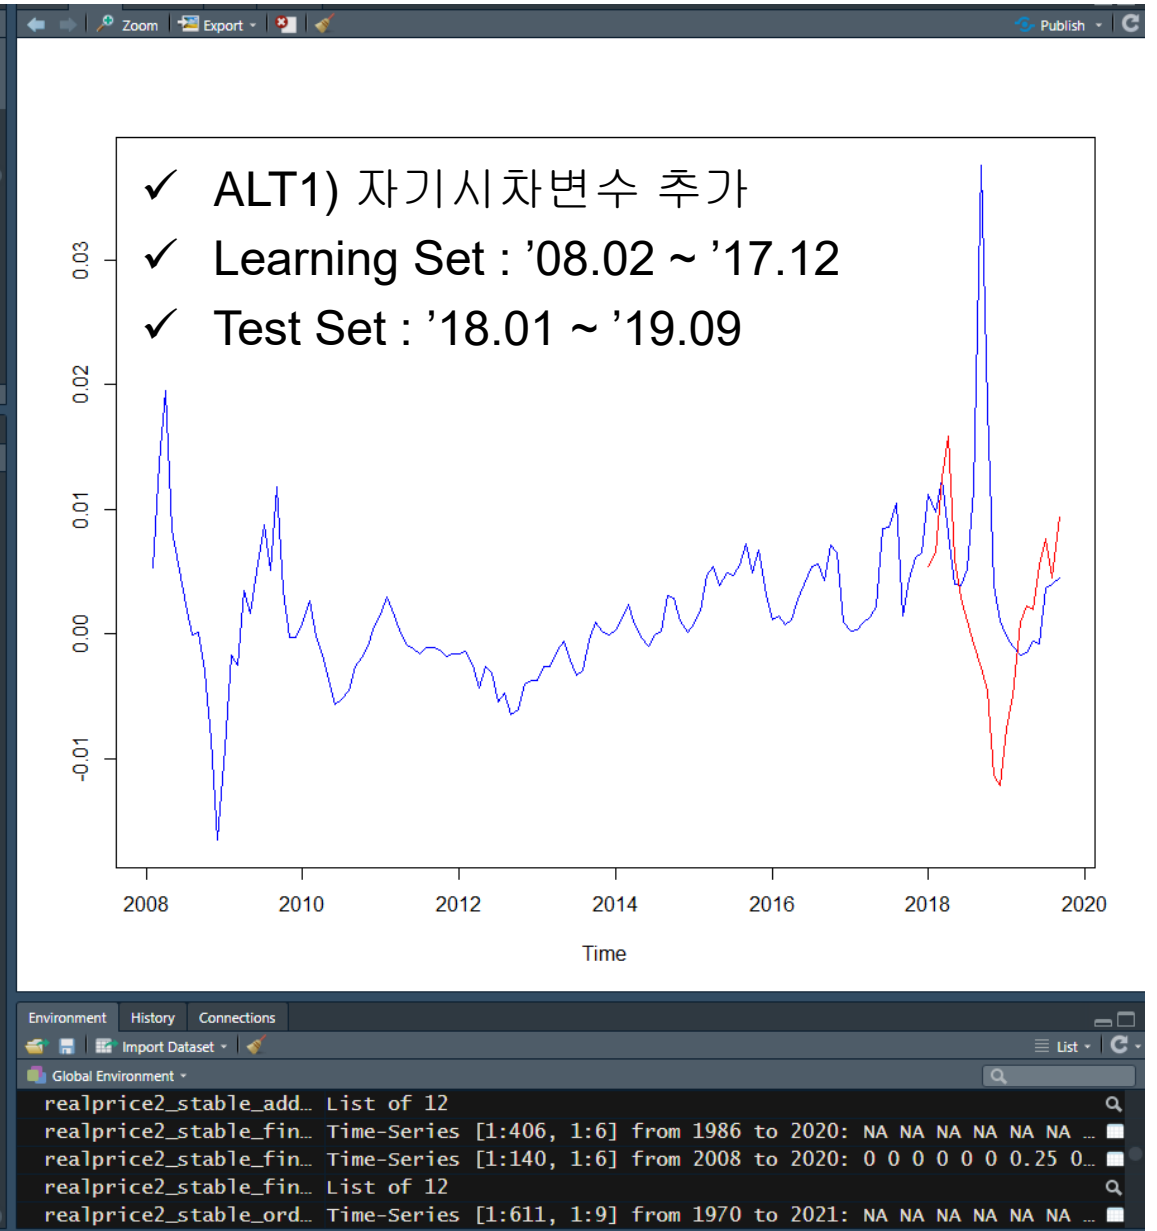 Zoom Export Publish
✓ ALT1) 자기시차변수 추가
✓ Learning Set : ’08.02 ~ ’17.12
✓ Test Set : ’18.01 ~ ’19.09
0.03
0.02
0.01
0.00
-0.01
2008 2010 2012 2014 2016 2018 2020
Time
Environment History Connections
Import Dataset List
Global Environment
realprice2_stable_add… List of 12
realprice2_stable_fin… Time-Series [1:406, 1:6] from 1986 to 2020: NA NA NA NA NA NA …
realprice2_stable_fin… Time-Series [1:140, 1:6] from 2008 to 2020: 0 0 0 0 0 0 0.25 0…
realprice2_stable_fin… List of 12
realprice2_stable_ord… Time-Series [1:611, 1:9] from 1970 to 2021: NA NA NA NA NA NA …